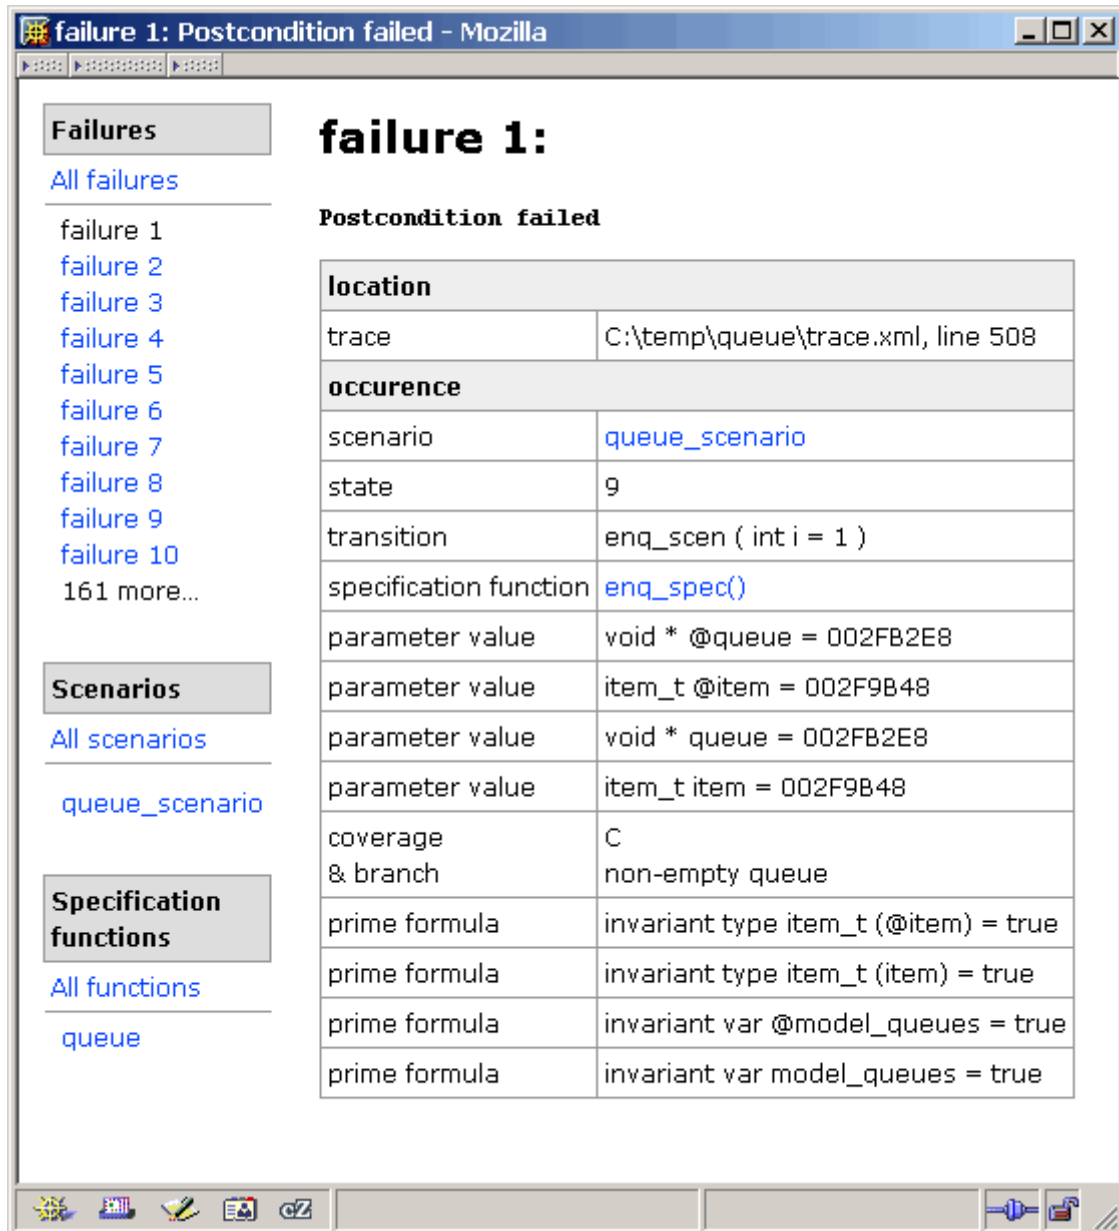 failure 1: Postcondition failed - Mozilla
Failures
All failures
failure 1
failure 2
failure 3
failure 4
failure 5
failure 6
failure 7
failure 8
failure 9
failure 10
161 more...
Scenarios
All scenarios
queue_scenario
Specification
functions
All functions
queue
failure 1:
Postcondition failed
location
trace C:\temp\queue\trace.xml, line 508
occurence
scenario queue_scenario
state 9
transition enq_scen ( int i = 1 )
specification function enq_spec()
parameter value void * @queue = 002FB2E8
parameter value item_t @item = 002F9B48
parameter value void * queue = 002FB2E8
parameter value item_t item = 002F9B48
coverage C
& branch non-empty queue
prime formula invariant type item_t (@item) = true
prime formula invariant type item_t (item) = true
prime formula invariant var @model_queues = true
prime formula invariant var model_queues = true
cZ